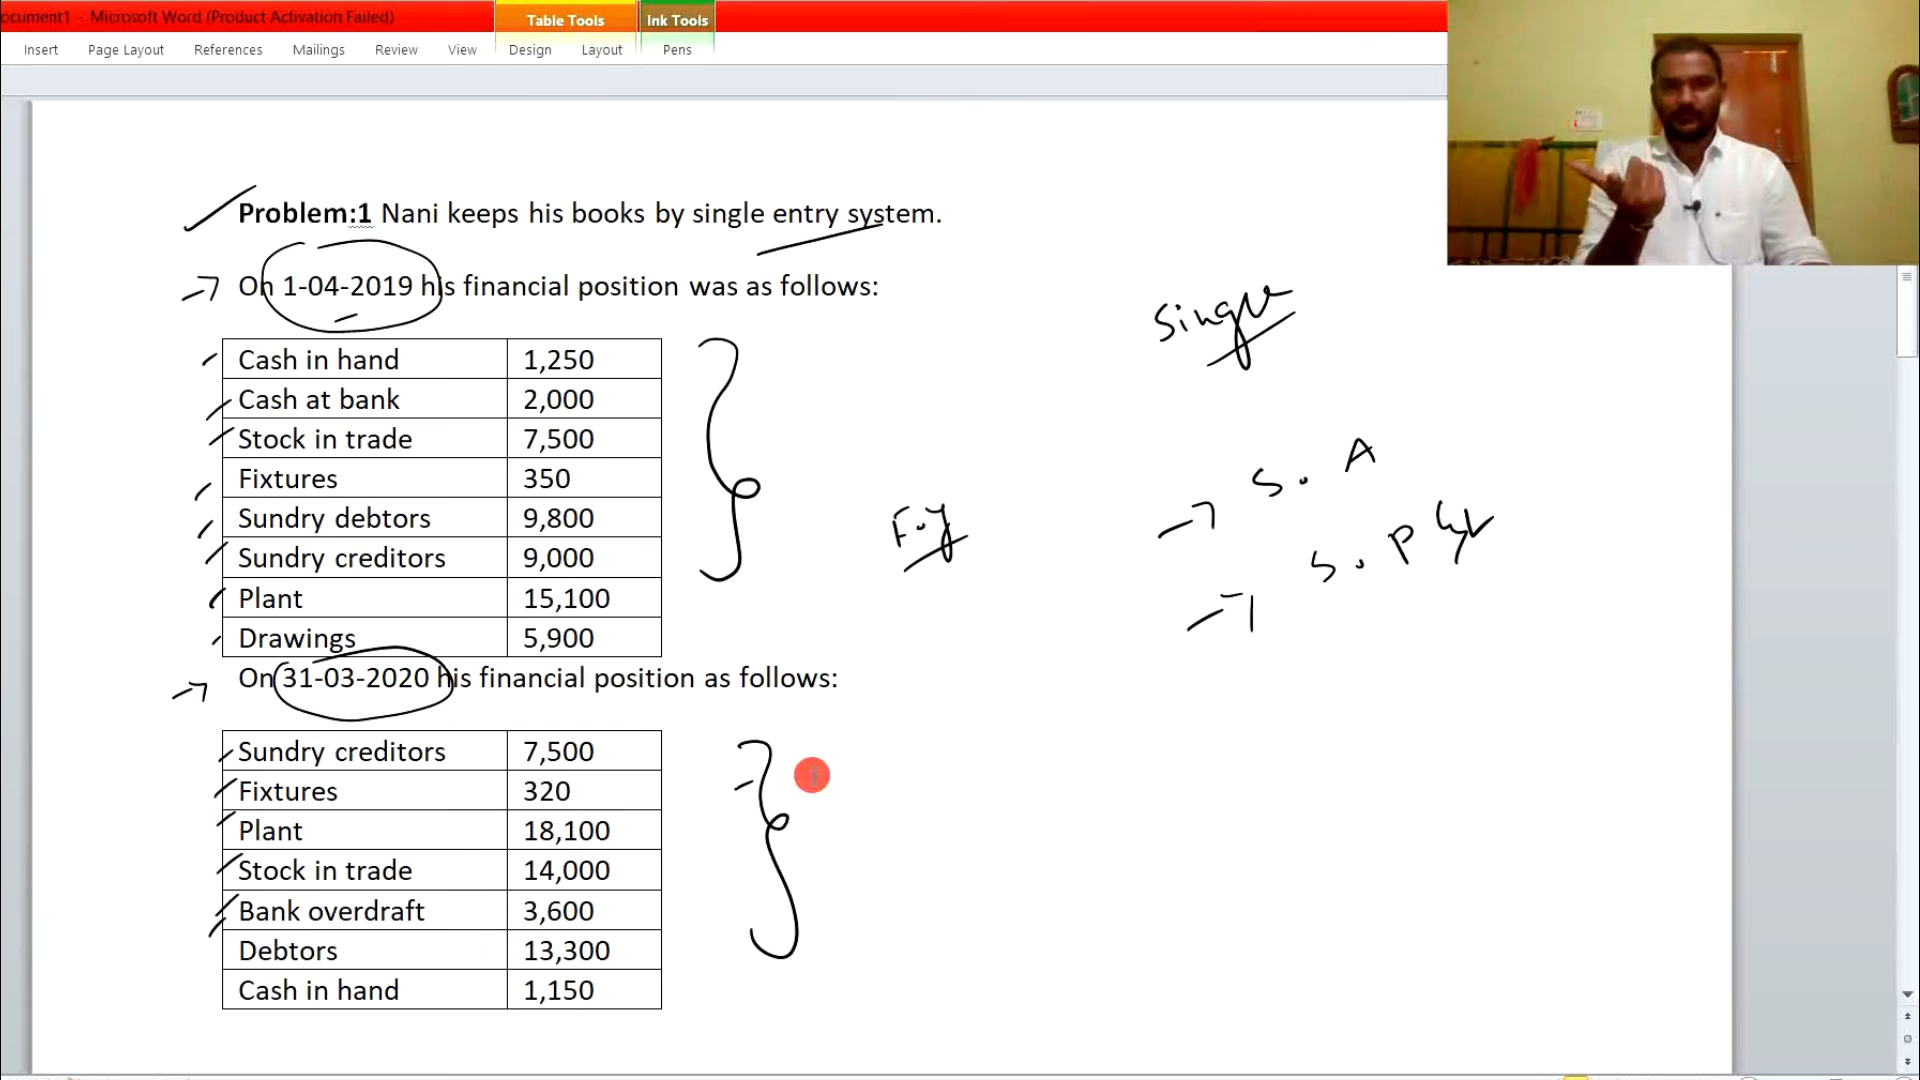 ocument1 - Microsoft Word (Product Activation Failed)
Table Tools
Ink Tools
Insert Page Layout References Mailings Review View Design Layout Pens
Problem:1 Nani keeps his books by single entry system.
On 1-04-2019 his financial position was as follows:
Single
Cash in hand 1,250
Cash at bank 2,000
Stock in trade 7,500
S. A
Fixtures 350
Sundry debtors 9,800
F.y
Sundry creditors 9,000
Plant 15,100
Drawings 5,900
On 31-03-2020 his financial position as follows:
Sundry creditors 7,500
Fixtures 320
Plant 18,100
Stock in trade 14,000
Bank overdraft 3,600
Debtors 13,300
Cash in hand 1,150